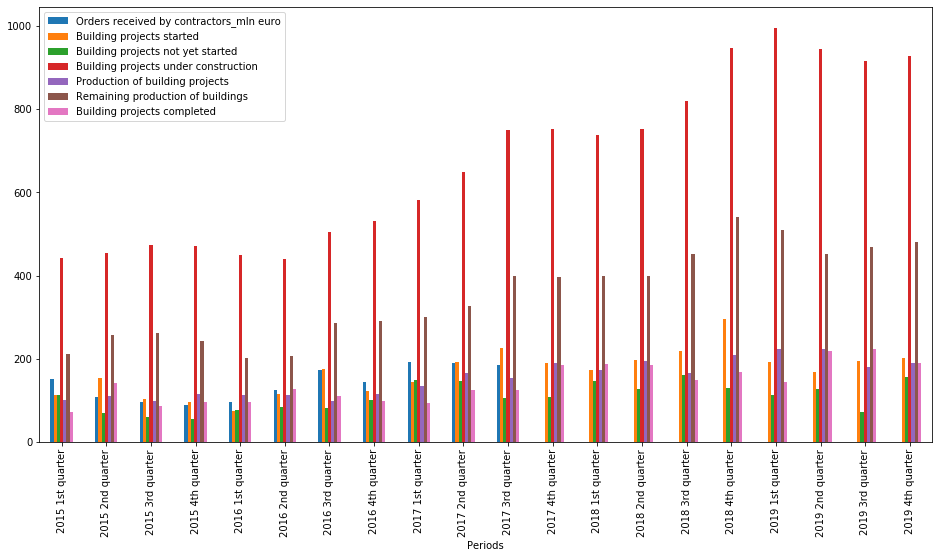 Orders received by contractors_mln euro
Building projects started
Building projects not yet started
Building projects under construction
Production of building projects
Remaining production of buildings
Building projects completed
1000
800
600
400
200
0
2015 1st quarter
2015 2nd quarter
2015 3rd quarter
2015 4th quarter
2016 1st quarter
2016 2nd quarter
2016 3rd quarter
2016 4th quarter
2017 1st quarter
2017 2nd quarter
2017 3rd quarter
2017 4th quarter
2018 1st quarter
2018 2nd quarter
2018 3rd quarter
2018 4th quarter
2019 1st quarter
2019 2nd quarter
2019 3rd quarter
2019 4th quarter
Periods